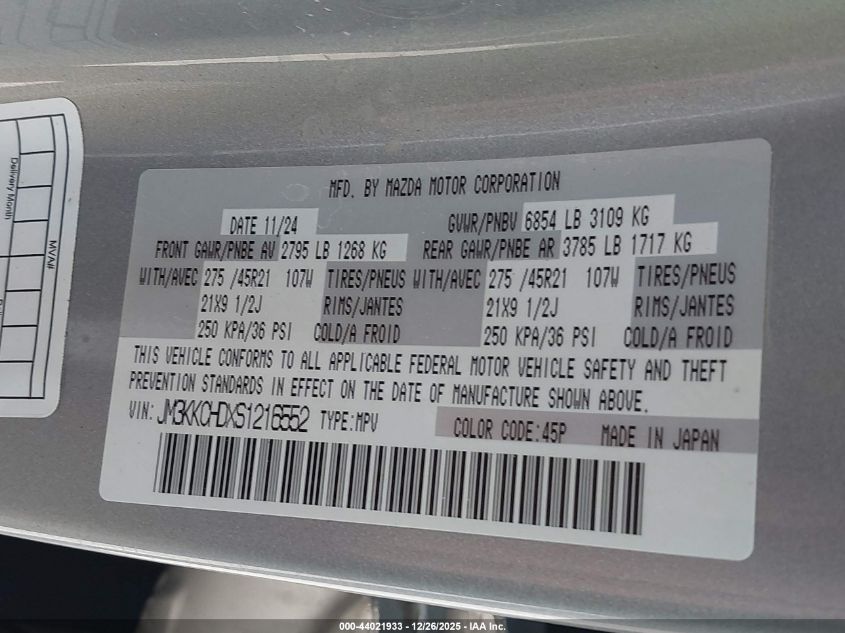 Delivery Month
MVA#
MFD. BY MAZDA MOTOR CORPORATION
DATE 11/24 GVWR/PNBV 6854 LB 3109 KG
FRONT GAWR/PNBE AV 2795 LB 1268 KG REAR GAWR/PNBE AR 3785 LB 1717 KG
WITH/AVEC 275 /45R21 107W TIRES/PNEUS WITH/AVEC 275 /45R21 107W TIRES/PNEUS
21X9 1/2J RIMS/JANTES 21X9 1/2J RIMS/JANTES
250 KPA/36 PSI COLD/A FROID 250 KPA/36 PSI COLD/A FROID
THIS VEHICLE CONFORMS TO ALL APPLICABLE FEDERAL MOTOR VEHICLE SAFETY AND THEFT
PREVENTION STANDARDS IN EFFECT ON THE DATE OF MANUFACTURE SHOWN ABOVE.
VIN: JM3KKCHDXS1216552 TYPE:MPV COLOR CODE:45P MADE IN JAPAN
000-44021933 - 12/26/2025 - IAA Inc.